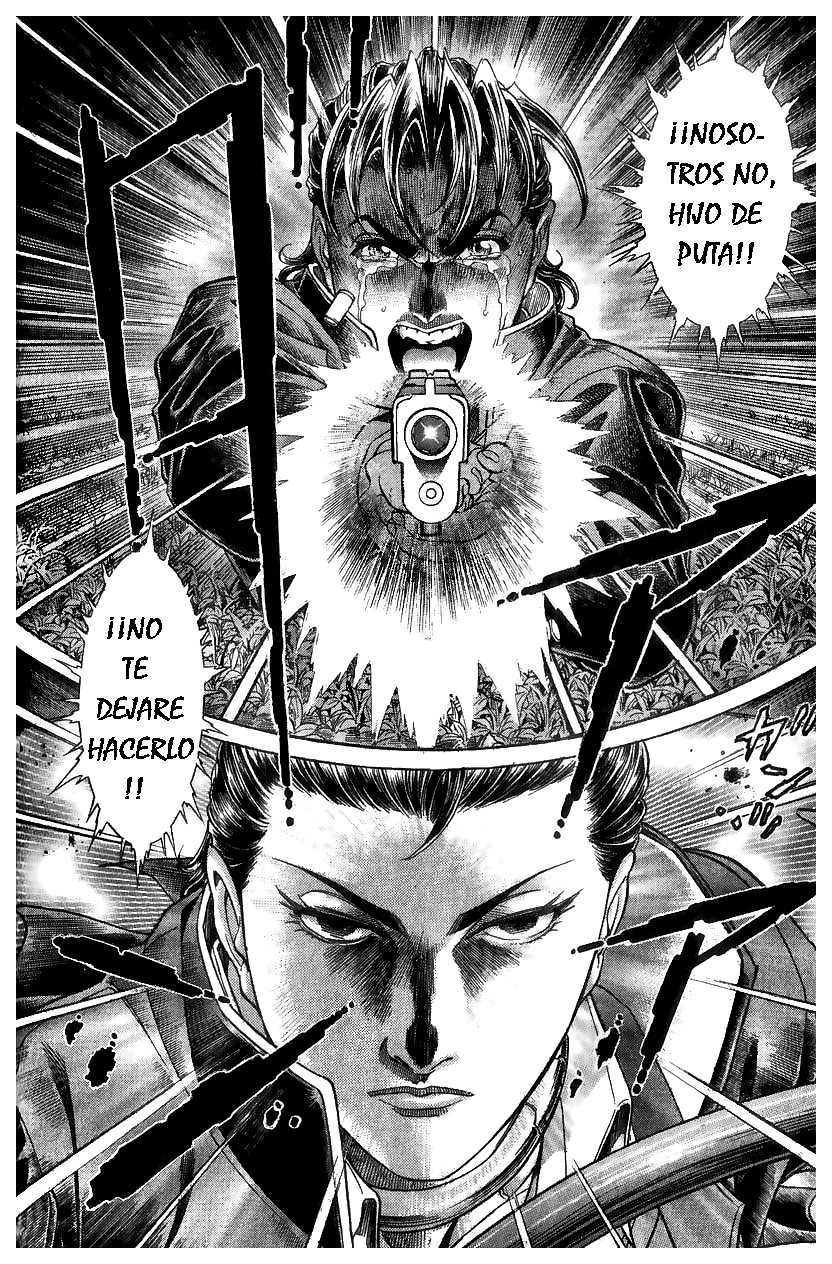 ¡¡NOSO-
TROS NO,
HIJO DE
PUTA!!
¡¡NO
TE
DEJARE
HACERLO
!!